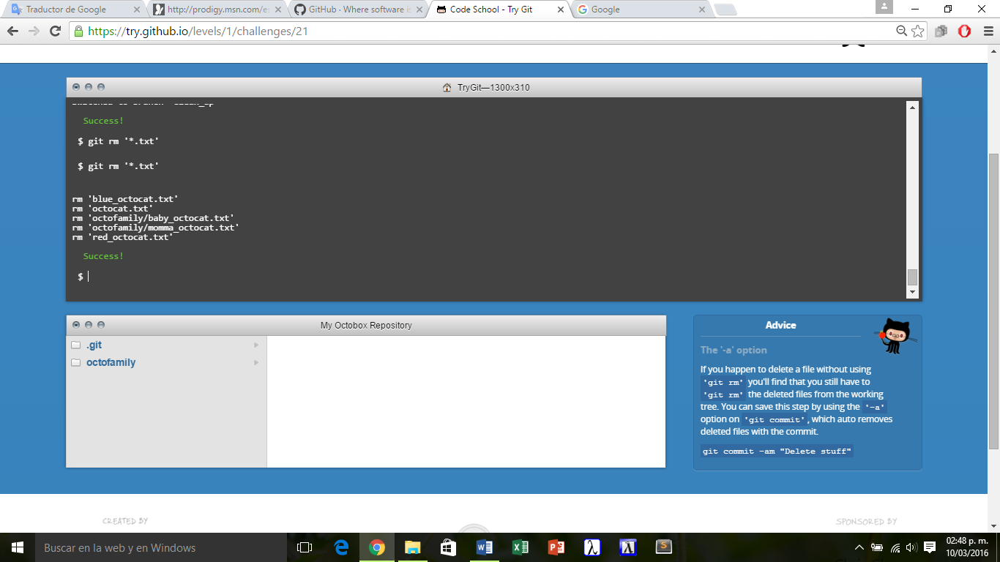 Traductor de Google
http://prodigy.msn.com/es
GitHub · Where software is
Code School - Try Git
Google
https://try.github.io/levels/1/challenges/21
TryGit—1300x310
Success!
$ git rm '*.txt'
$ git rm '*.txt'
rm 'blue_octocat.txt'
rm 'octocat.txt'
rm 'octofamily/baby_octocat.txt'
rm 'octofamily/momma_octocat.txt'
rm 'red_octocat.txt'
Success!
$
My Octobox Repository
.git
octofamily
Advice
The '-a' option
If you happen to delete a file without using
'git rm' you'll find that you still have to
'git rm' the deleted files from the working
tree. You can save this step by using the '-a'
option on 'git commit', which auto removes
deleted files with the commit.
git commit -am "Delete stuff"
CREATED BY
SPONSORED BY
Buscar en la web y en Windows
02:48 p. m.
10/03/2016